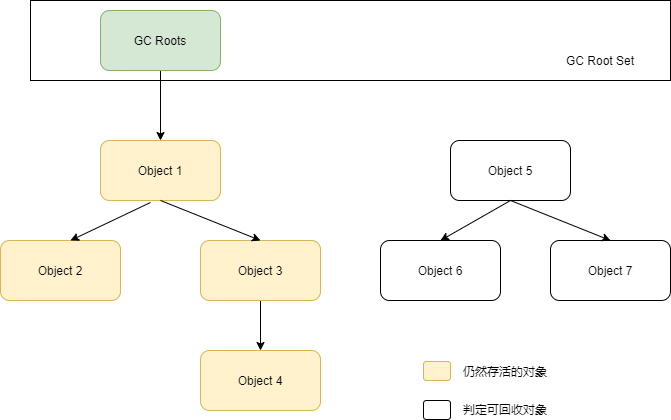 GC Roots
GC Root Set
Object 1
Object 5
Object 2
Object 3
Object 6
Object 7
Object 4
仍然存活的对象
判定可回收对象